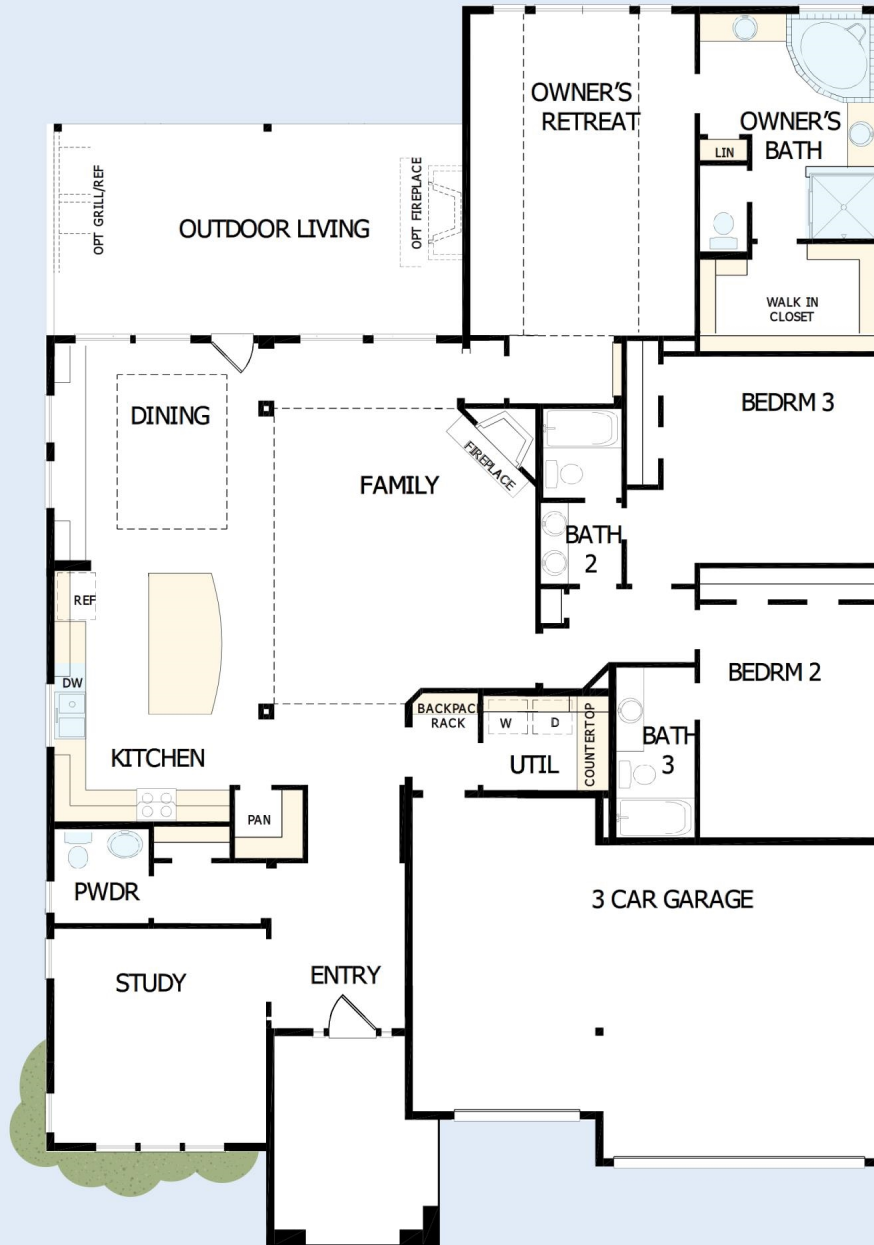 OWNER'S
RETREAT
OWNER'S
BATH
LIN
OPT GRILL/REF
OUTDOOR LIVING
OPT FIREPLACE
WALK IN
CLOSET
DINING
BEDRM 3
FAMILY
FIREPLACE
BATH
2
REF
DW
BEDRM 2
BACKPACK
RACK
W
D
COUNTERTOP
UTIL
BATH
3
KITCHEN
PAN
PWDR
3 CAR GARAGE
STUDY
ENTRY